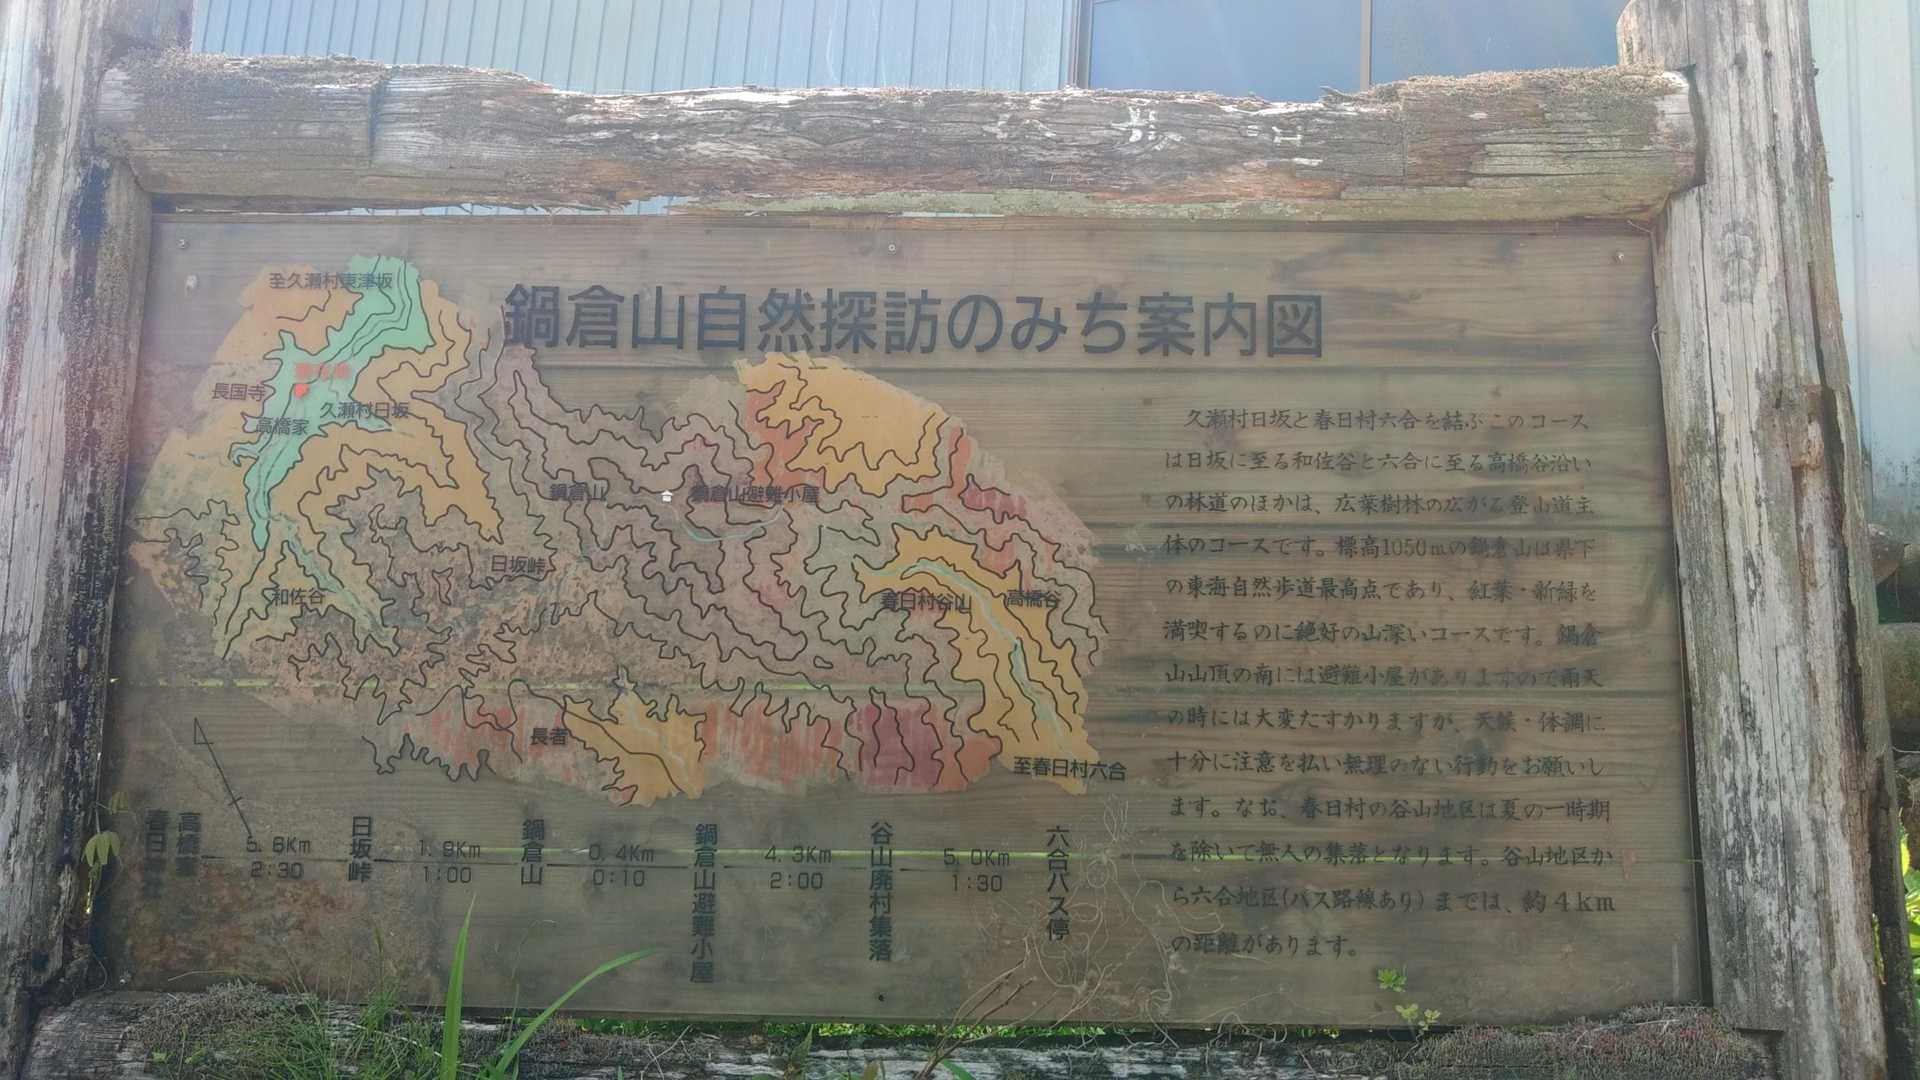 鍋倉山自然探訪のみち案内図
至久瀬村東津坂
長国寺
久瀬村日坂
高橋家
鍋倉山
鍋倉山避難小屋
日坂峠
和佐谷
春日村谷山
高橋谷
長者
至春日村六合
久瀬村日坂と春日村六合を結ぶこのコース
は日坂に至る和佐谷と六合に至る高橋谷沿い
の林道のほかは、広葉樹林の広がる登山道主
体のコースです。標高1050mの鍋倉山は県下
の東海自然歩道最高点であり、紅葉・新緑を
満喫するのに絶好の山深いコースです。鍋倉
山山頂の南には避難小屋がありますので雨天
の時には大変たすかりますが、天候・体調に
十分に注意を払い無理のない行動をお願いし
ます。なお、春日村の谷山地区は夏の一時期
を除いて無人の集落となります。谷山地区か
ら六合地区(バス路線あり)までは、約4km
の距離があります。
高橋
5.6Km
2:30
日坂峠
1.9Km
1:00
鍋倉山
0.4Km
0:10
鍋倉山避難小屋
4.3Km
2:00
谷山廃村集落
5.0Km
1:30
六合バス停